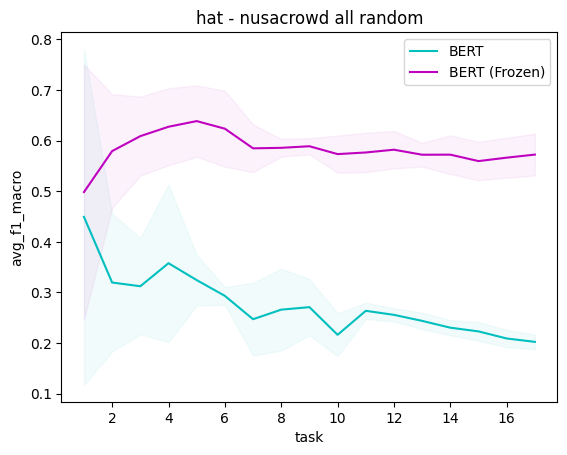 hat - nusacrowd all random
BERT
BERT (Frozen)
avg_f1_macro
0.8
0.7
0.6
0.5
0.4
0.3
0.2
0.1
2 4 6 8 10 12 14 16
task